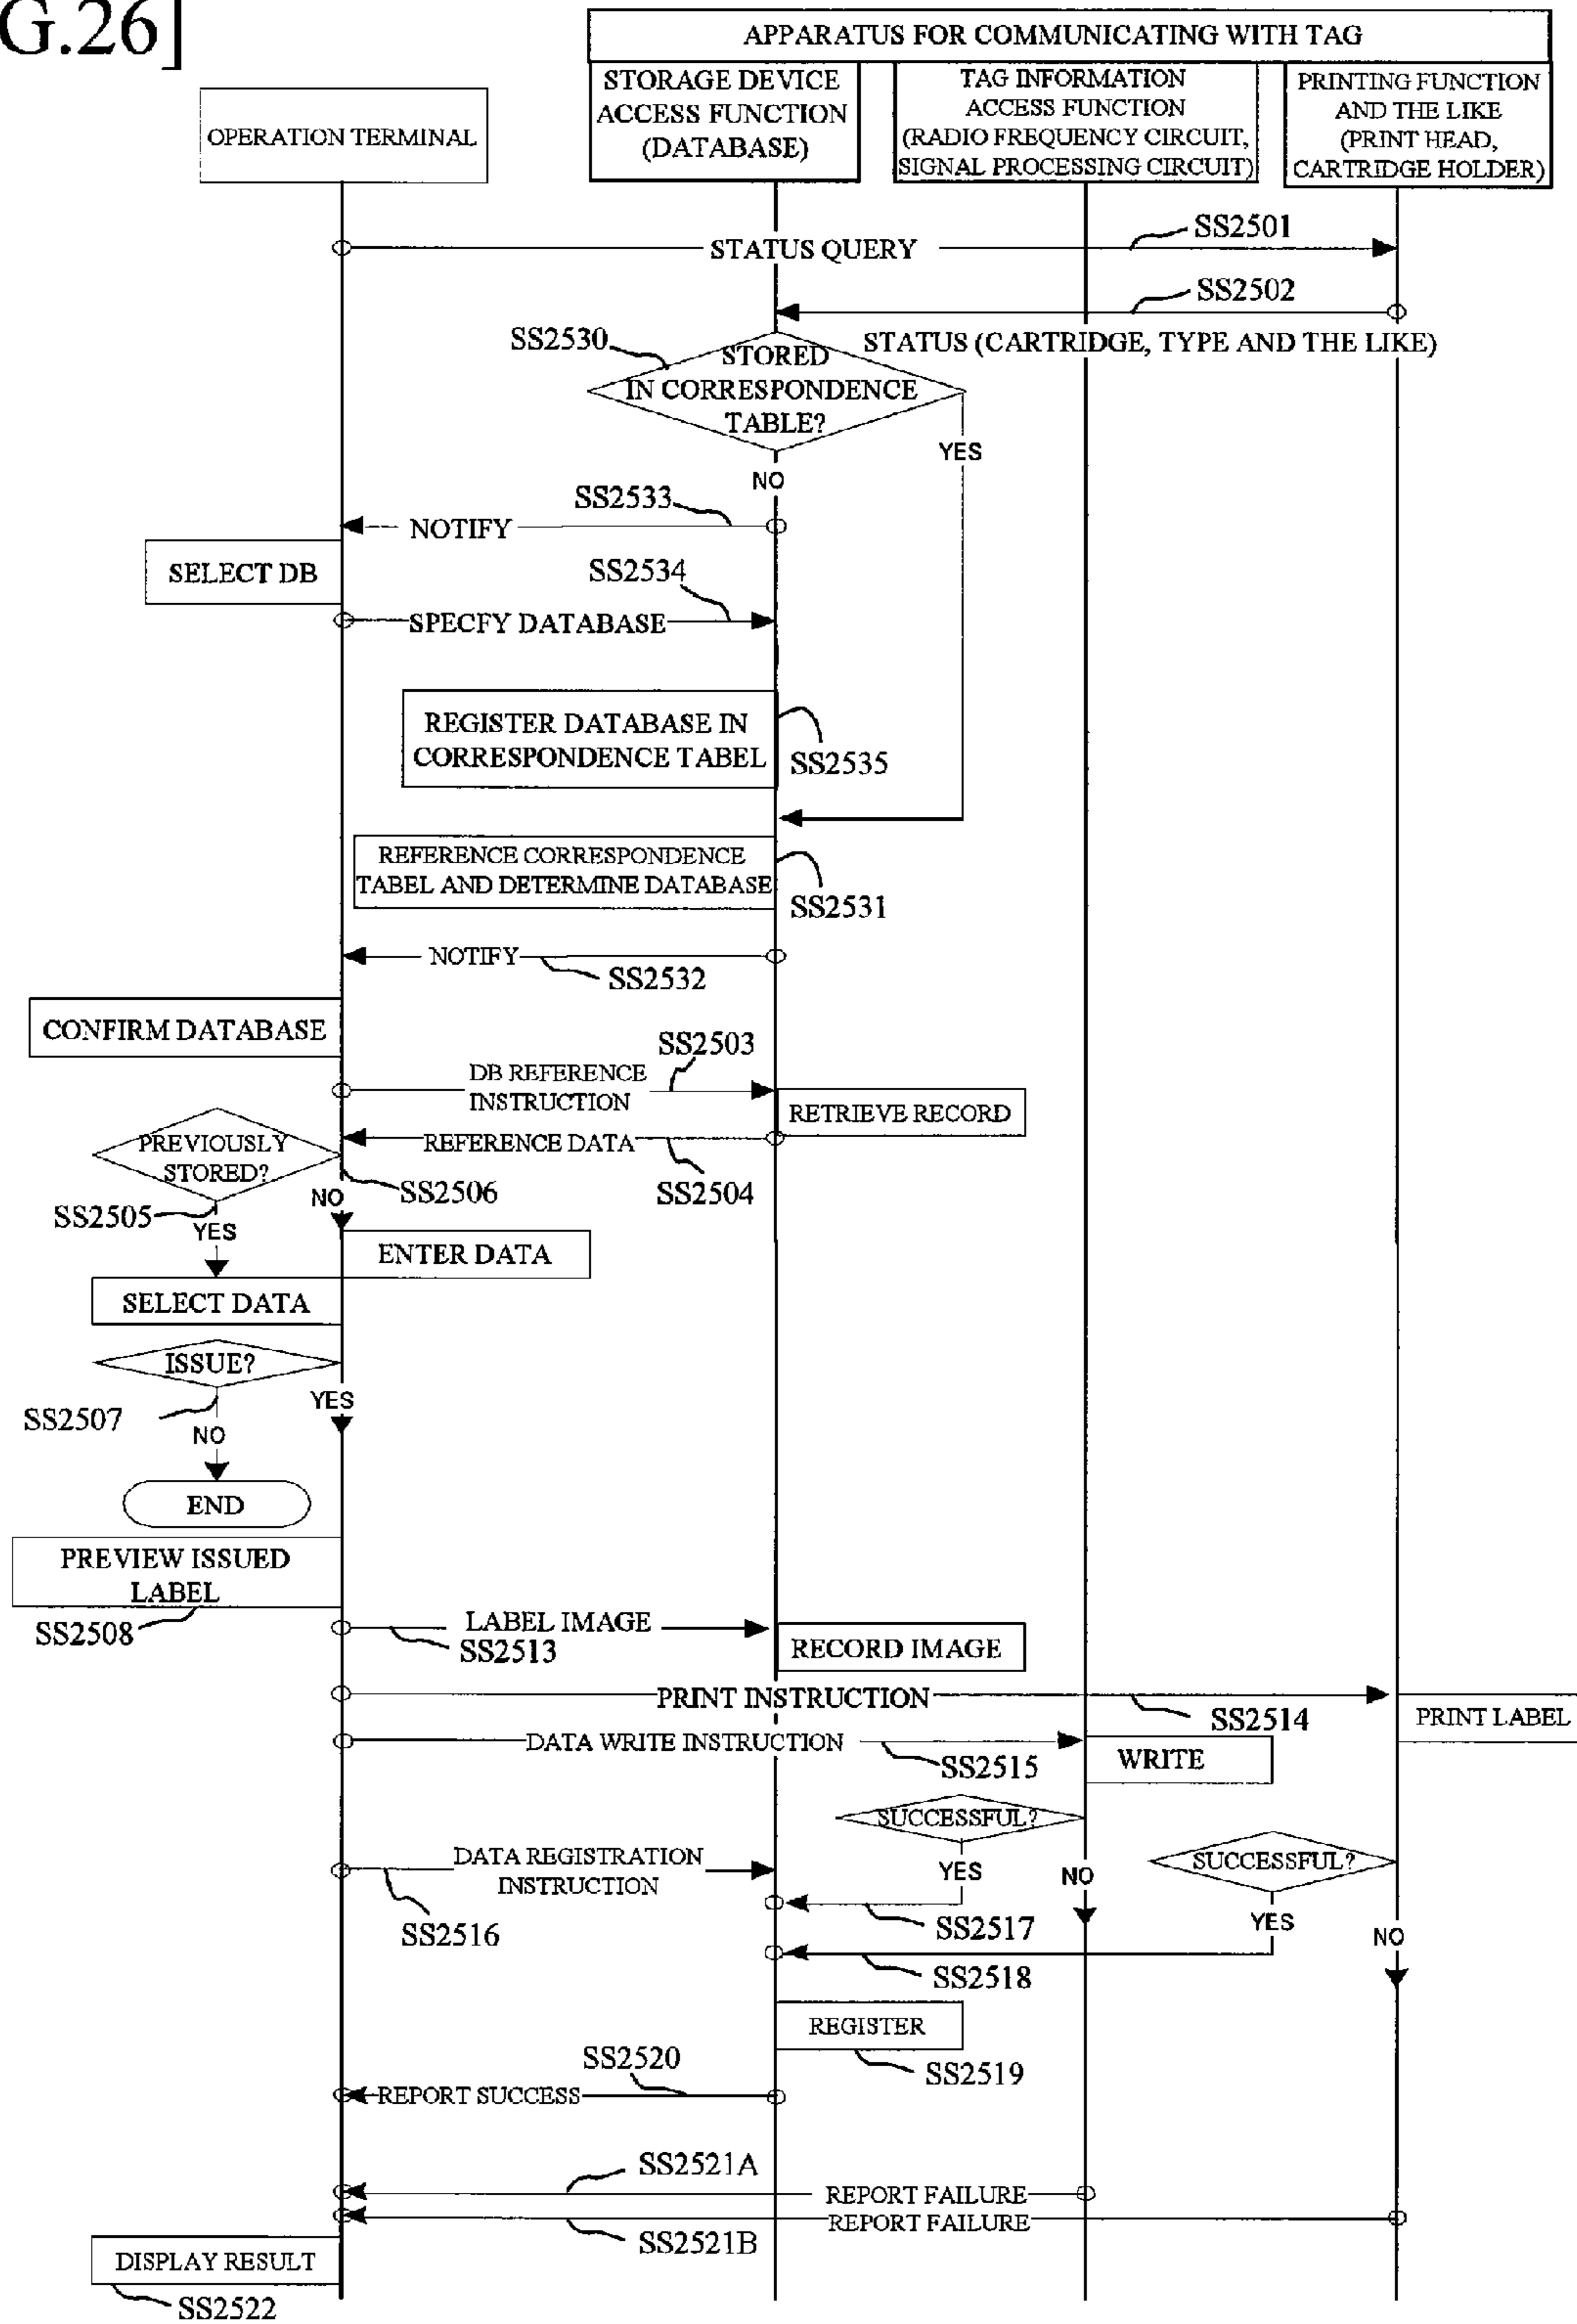 G.26]
APPARATUS FOR COMMUNICATING WITH TAG
OPERATION TERMINAL
STORAGE DEVICE
ACCESS FUNCTION
(DATABASE)
TAG INFORMATION
ACCESS FUNCTION
(RADIO FREQUENCY CIRCUIT,
SIGNAL PROCESSING CIRCUIT)
PRINTING FUNCTION
AND THE LIKE
(PRINT HEAD,
CARTRIDGE HOLDER)
SS2501
STATUS QUERY
SS2502
STATUS (CARTRIDGE, TYPE AND THE LIKE)
SS2530
STORED
IN CORRESPONDENCE
TABLE?
YES
NO
SS2533
NOTIFY
SELECT DB
SS2534
SPECFY DATABASE
REGISTER DATABASE IN
CORRESPONDENCE TABEL
SS2535
REFERENCE CORRESPONDENCE
TABEL AND DETERMINE DATABASE
SS2531
NOTIFY
SS2532
CONFIRM DATABASE
SS2503
DB REFERENCE
INSTRUCTION
RETRIEVE RECORD
REFERENCE DATA
SS2504
PREVIOUSLY
STORED?
SS2506
NO
SS2505
YES
ENTER DATA
SELECT DATA
ISSUE?
YES
SS2507
NO
END
PREVIEW ISSUED
LABEL
SS2508
LABEL IMAGE
SS2513
RECORD IMAGE
PRINT INSTRUCTION
SS2514
PRINT LABEL
DATA WRITE INSTRUCTION
SS2515
WRITE
SUCCESSFUL?
YES
NO
SUCCESSFUL?
YES
NO
DATA REGISTRATION
INSTRUCTION
SS2516
SS2517
SS2518
REGISTER
SS2519
SS2520
REPORT SUCCESS
SS2521A
REPORT FAILURE
REPORT FAILURE
SS2521B
DISPLAY RESULT
SS2522